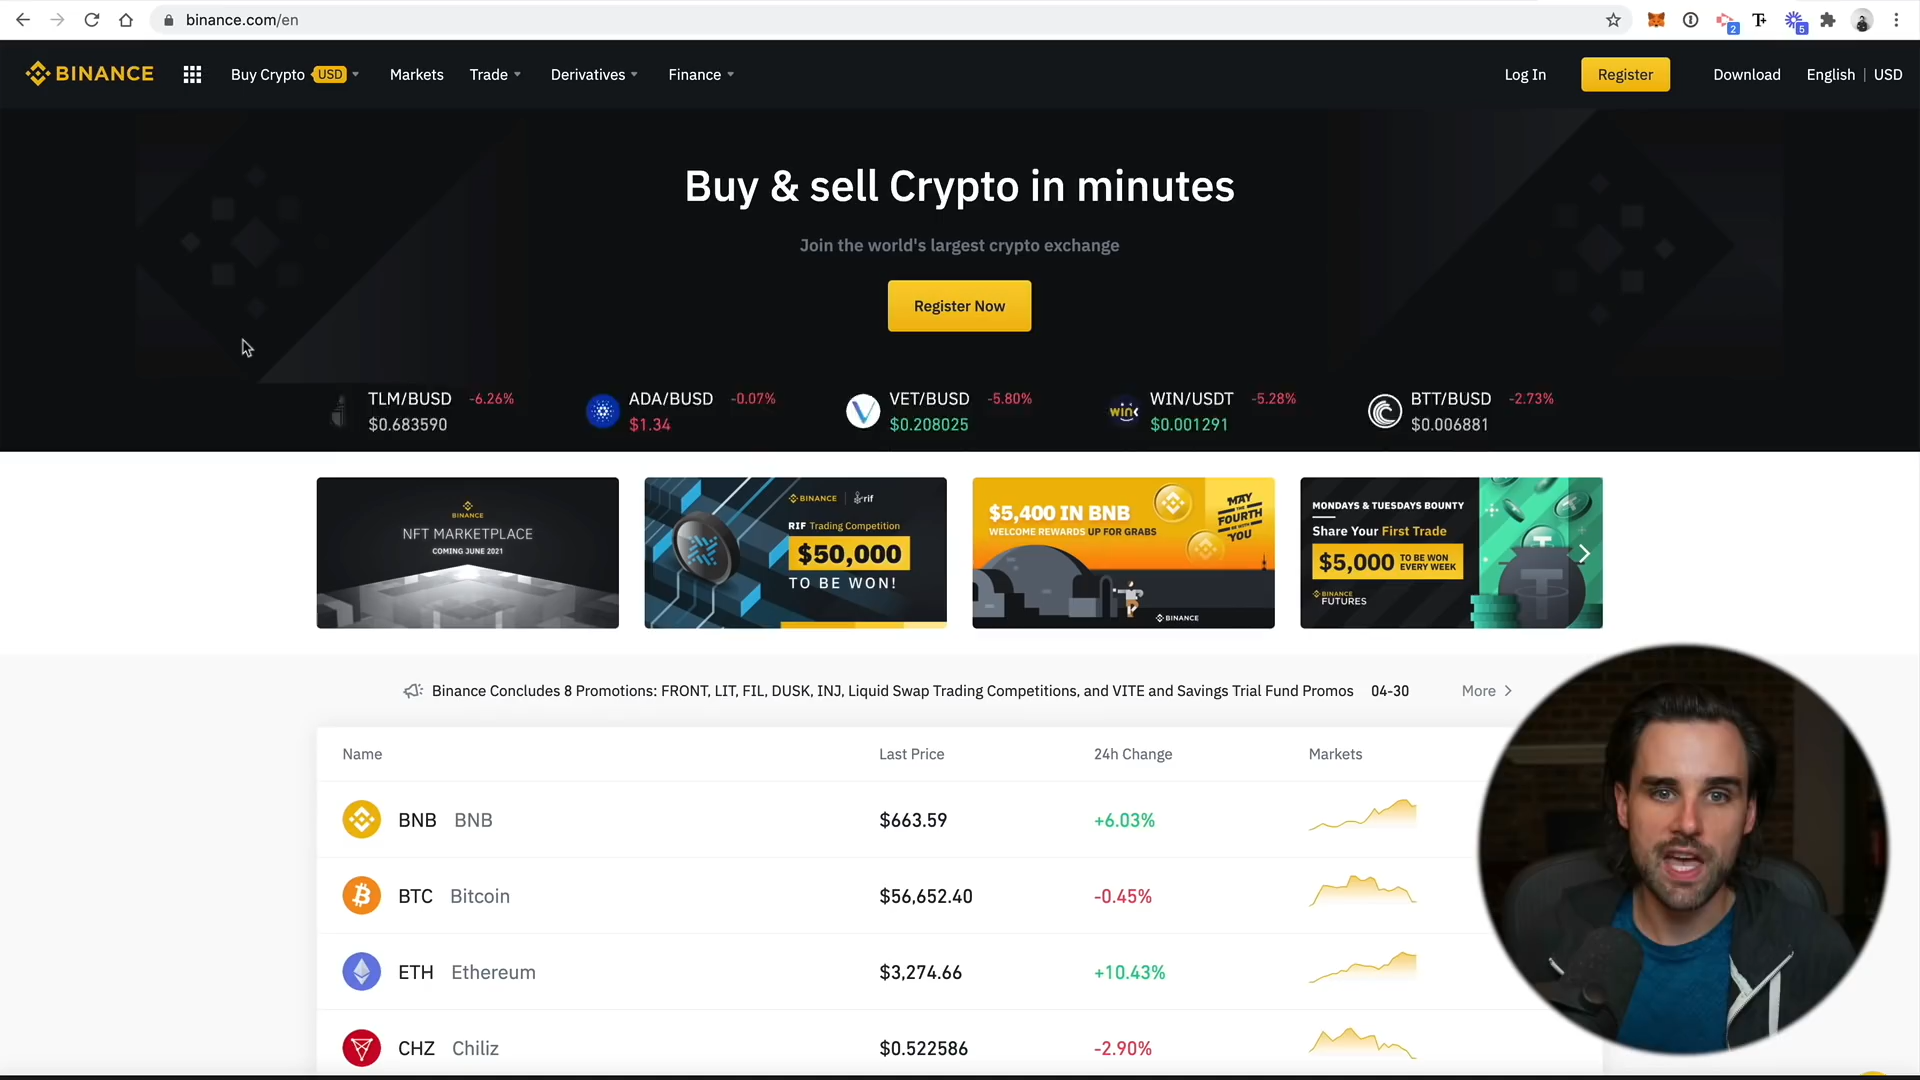 binance.com/en
2
5
BINANCE
Buy Crypto USD
Markets
Trade
Derivatives
Finance
Log In
Register
Download
English | USD
Buy & sell Crypto in minutes
Join the world's largest crypto exchange
Register Now
TLM/BUSD -6.26%
$0.683590
ADA/BUSD -0.07%
$1.34
VET/BUSD -5.80%
$0.208025
WIN
WIN/USDT -5.28%
$0.001291
BTT/BUSD -2.73%
$0.006881
BINANCE
NFT MARKETPLACE
COMING JUNE 2021
BINANCE | rif
RIF Trading Competition
$50,000
TO BE WON!
$5,400 IN BNB
WELCOME REWARDS UP FOR GRABS
MAY
THE
FOURTH
BE WITH
YOU
BINANCE
MONDAYS & TUESDAYS BOUNTY
Share Your First Trade
$5,000 TO BE WON
EVERY WEEK
BINANCE
FUTURES
Binance Concludes 8 Promotions: FRONT, LIT, FIL, DUSK, INJ, Liquid Swap Trading Competitions, and VITE and Savings Trial Fund Promos 04-30 More
Name Last Price 24h Change Markets
BNB BNB $663.59 +6.03%
BTC Bitcoin $56,652.40 -0.45%
ETH Ethereum $3,274.66 +10.43%
CHZ Chiliz $0.522586 -2.90%